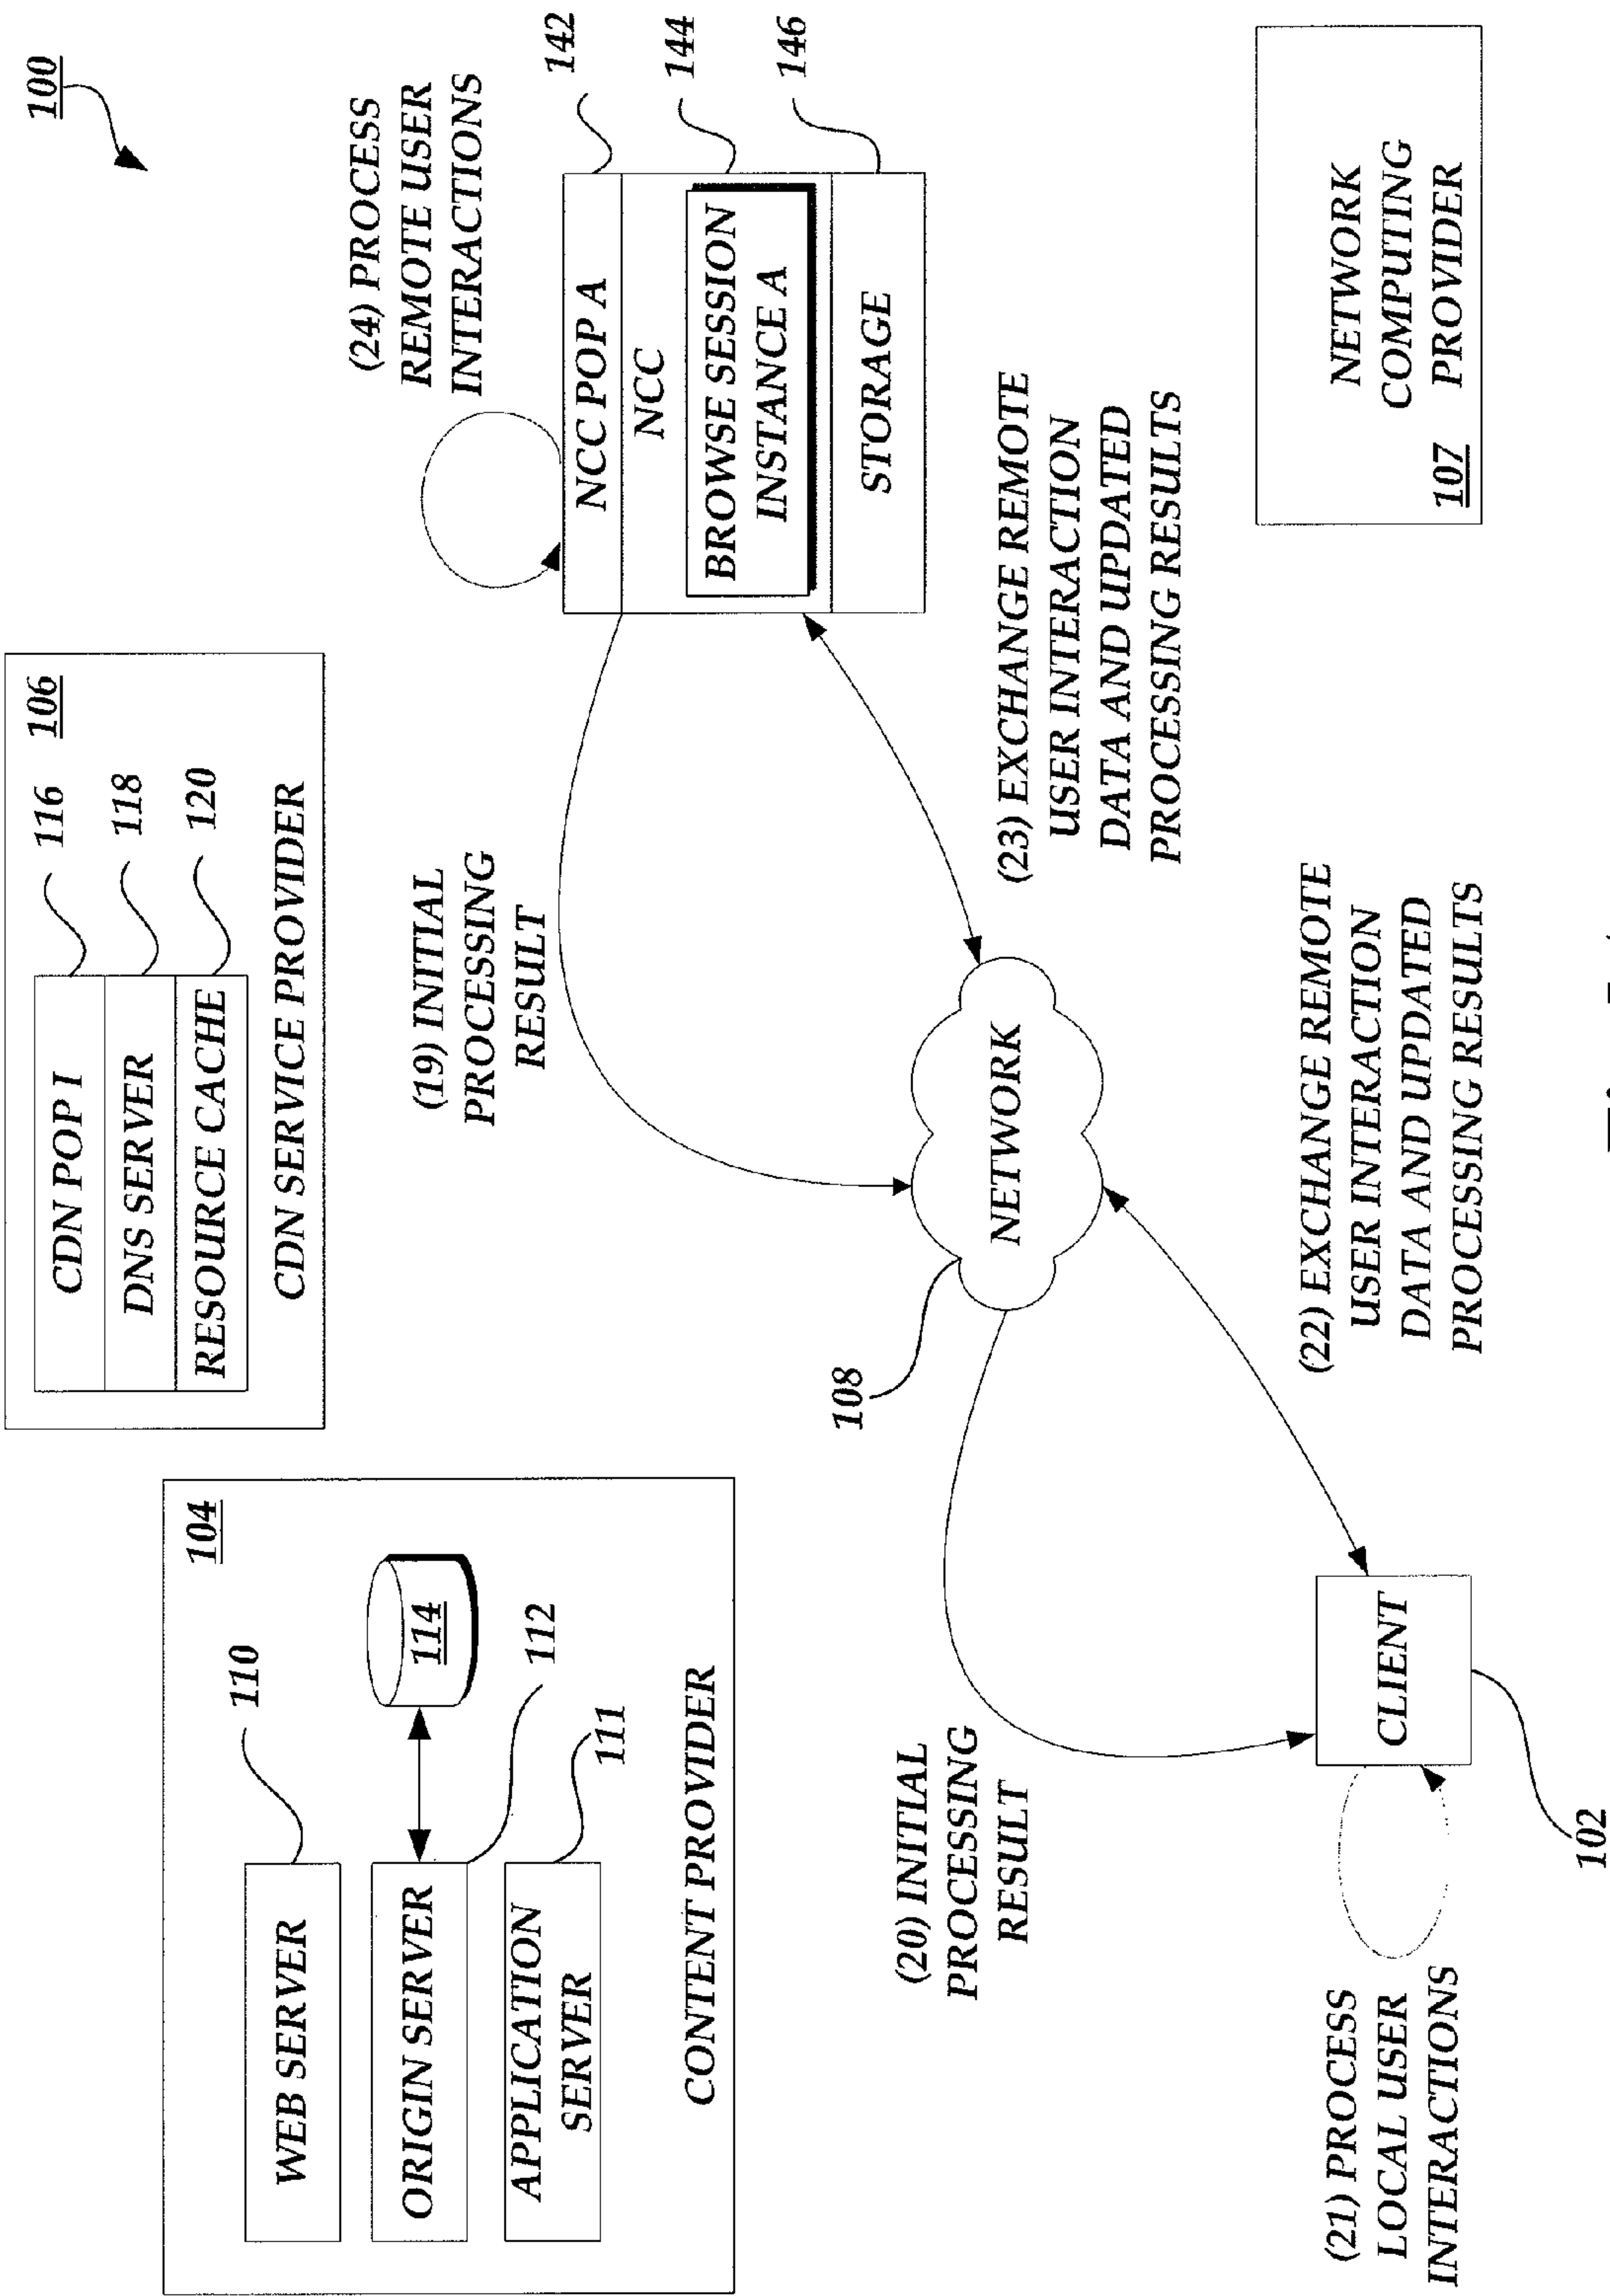 100
104
WEB SERVER
110
ORIGIN SERVER
114
112
APPLICATION
SERVER
111
CONTENT PROVIDER
106
CDN POP I
116
DNS SERVER
118
RESOURCE CACHE
120
CDN SERVICE PROVIDER
(24) PROCESS
REMOTE USER
INTERACTIONS
NCC POP A
142
NCC
144
BROWSE SESSION
INSTANCE A
STORAGE
146
(19) INITIAL
PROCESSING
RESULT
NETWORK
108
(20) INITIAL
PROCESSING
RESULT
(23) EXCHANGE REMOTE
USER INTERACTION
DATA AND UPDATED
PROCESSING RESULTS
(22) EXCHANGE REMOTE
USER INTERACTION
DATA AND UPDATED
PROCESSING RESULTS
CLIENT
102
(21) PROCESS
LOCAL USER
INTERACTIONS
NETWORK
COMPUTING
PROVIDER
107